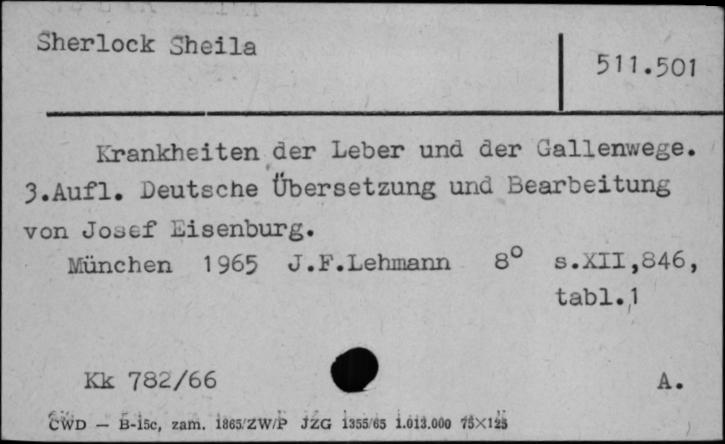 Sherlock Sheila
511.501
Krankheiten der Leber und der Gallenwege.
3.Aufl. Deutsche Übersetzung und Bearbeitung
von Josef Eisenburg.
München 1965 J.F.Lehmann 8° s.XII,846,
tabl.1
Kk 782/66
A.
CWD — B-15c, zam. 1865/ZW/P JZG 1355/65 1.013.000 75×125